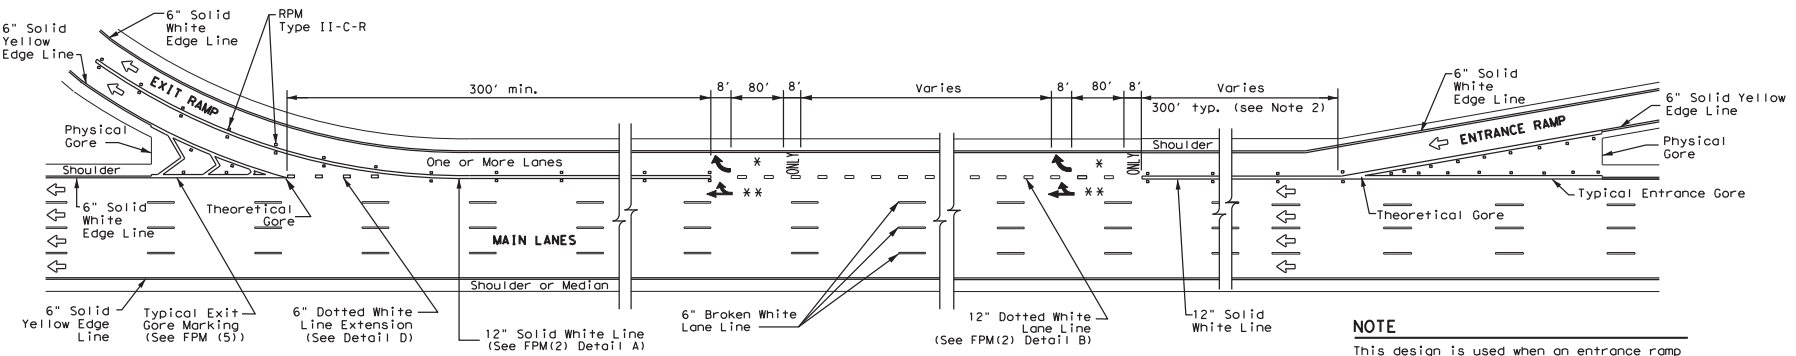 6" Solid
White
Edge Line
RPM
Type II-C-R
6" Solid
Yellow
Edge Line
EXIT RAMP
300' min.
8'
80'
8'
Varies
8'
80'
8'
Varies
300' typ. (see Note 2)
6" Solid
White
Edge Line
6" Solid Yellow
Edge Line
ENTRANCE RAMP
Physical
Gore
Physical
Gore
Shoulder
Shoulder
One or More Lanes
*
ONLY
*
ONLY
**
**
6" Solid
White
Edge Line
Theoretical
Gore
Theoretical Gore
Typical Entrance Gore
MAIN LANES
Shoulder or Median
6" Solid
Yellow Edge
Line
Typical Exit
Gore Marking
(See FPM (5))
6" Dotted White
Line Extension
(See Detail D)
12" Solid White Line
(See FPM(2) Detail A)
6" Broken White
Lane Line
12" Dotted White
Lane Line
(See FPM(2) Detail B)
12" Solid
White Line
NOTE
This design is used when an entrance ramp